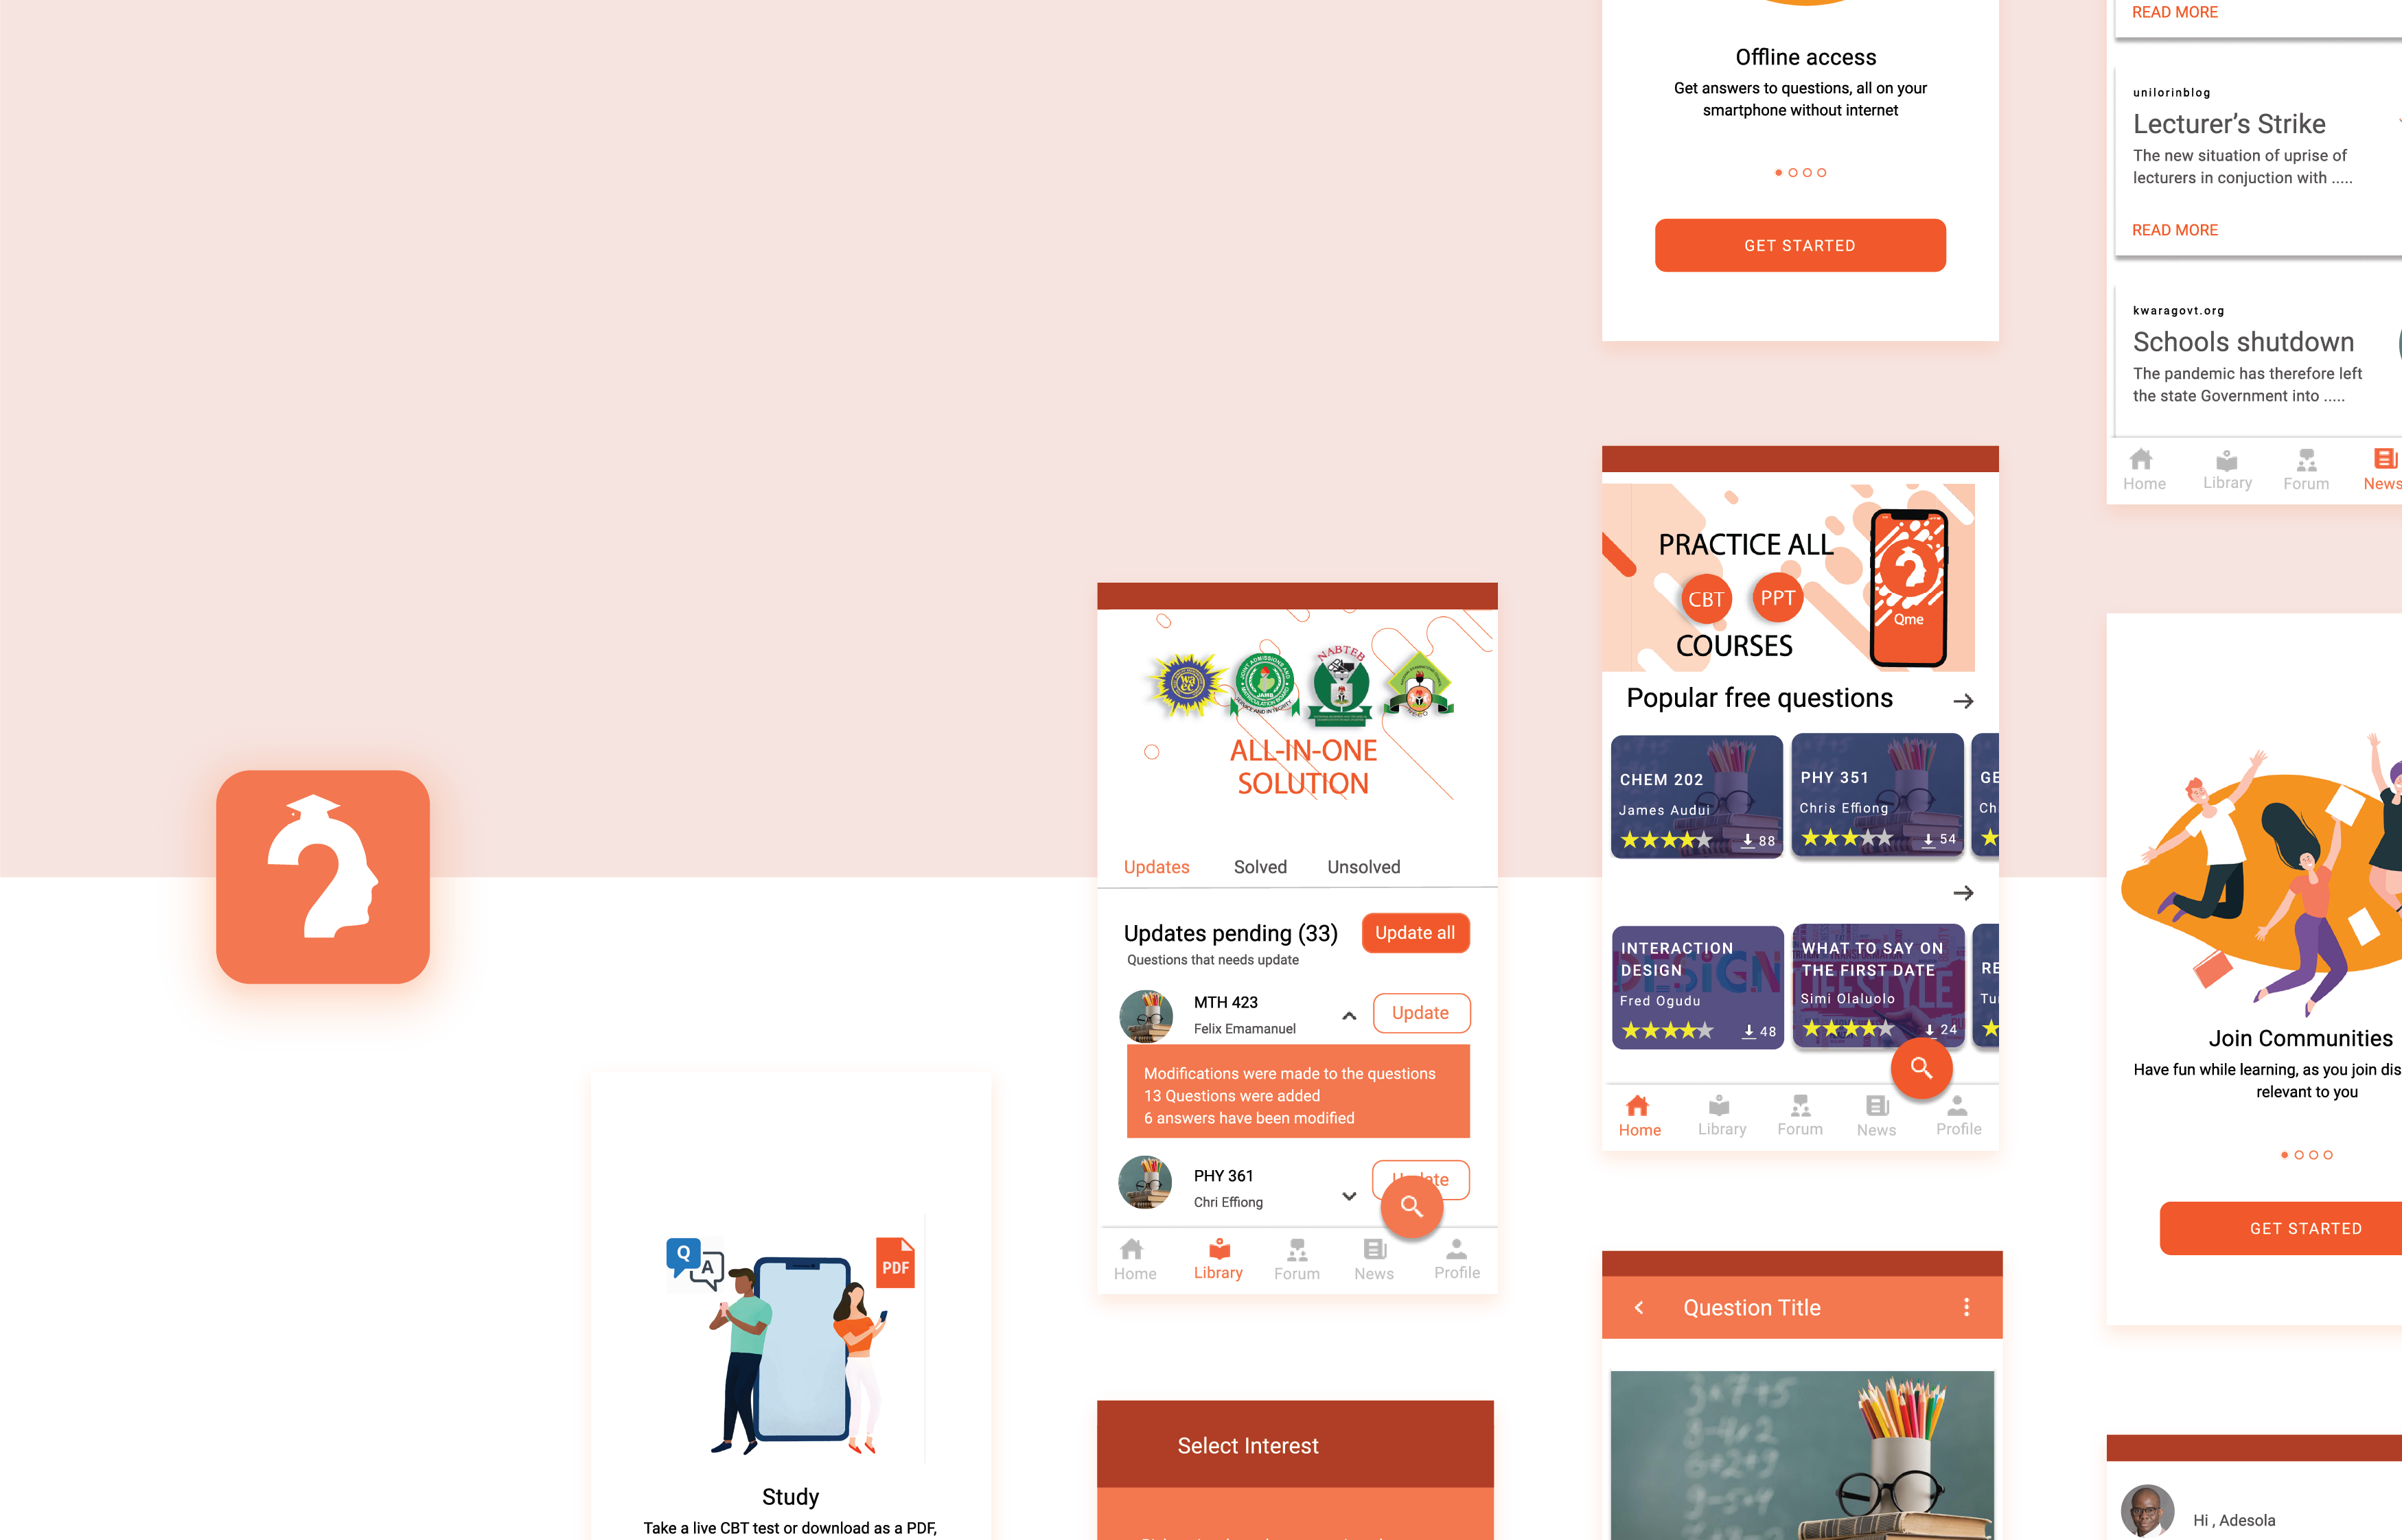 Q
A
PDF
Study
Take a live CBT test or download as a PDF,
NABTEB
ALL-IN-ONE
SOLUTION
Updates Solved Unsolved
Updates pending (33) Update all
Questions that needs update
MTH 423
Felix Emamanuel
Update
Modifications were made to the questions
13 Questions were added
6 answers have been modified
PHY 361
Chri Effiong
Home Library Forum News Profile
Select Interest
Offline access
Get answers to questions, all on your
smartphone without internet
GET STARTED
PRACTICE ALL
CBT PPT
COURSES
Qme
Popular free questions
CHEM 202
James Audui
88
PHY 351
Chris Effiong
54
GE
Ch
INTERACTION
DESIGN
Fred Ogudu
48
WHAT TO SAY ON
THE FIRST DATE
Simi Olaluolo
24
RE
Tu
Home Library Forum News Profile
Question Title
READ MORE
unilorinblog
Lecturer’s Strike
The new situation of uprise of
lecturers in conjuction with .....
READ MORE
kwaragovt.org
Schools shutdown
The pandemic has therefore left
the state Government into .....
Home Library Forum News
Join Communities
Have fun while learning, as you join dis
relevant to you
GET STARTED
Hi , Adesola